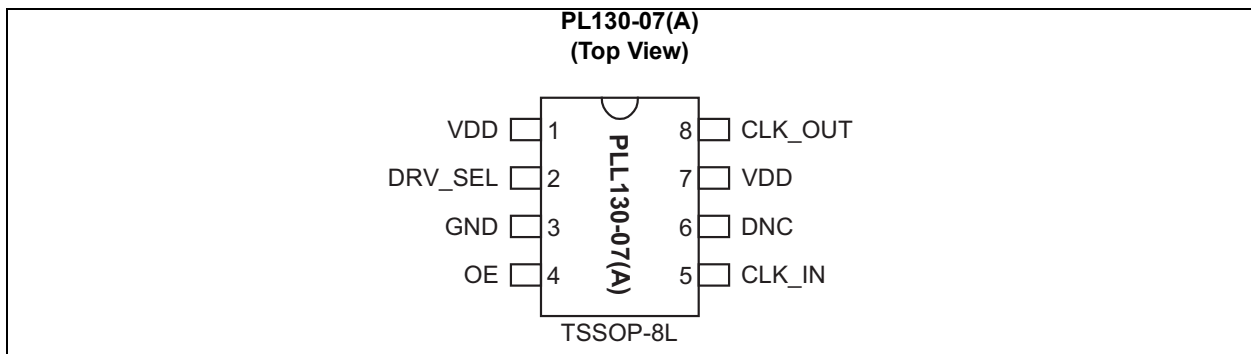 PL130-07(A)
(Top View)
VDD 1
DRV_SEL 2
GND 3
OE 4
PLL130-07(A)
8 CLK_OUT
7 VDD
6 DNC
5 CLK_IN
TSSOP-8L